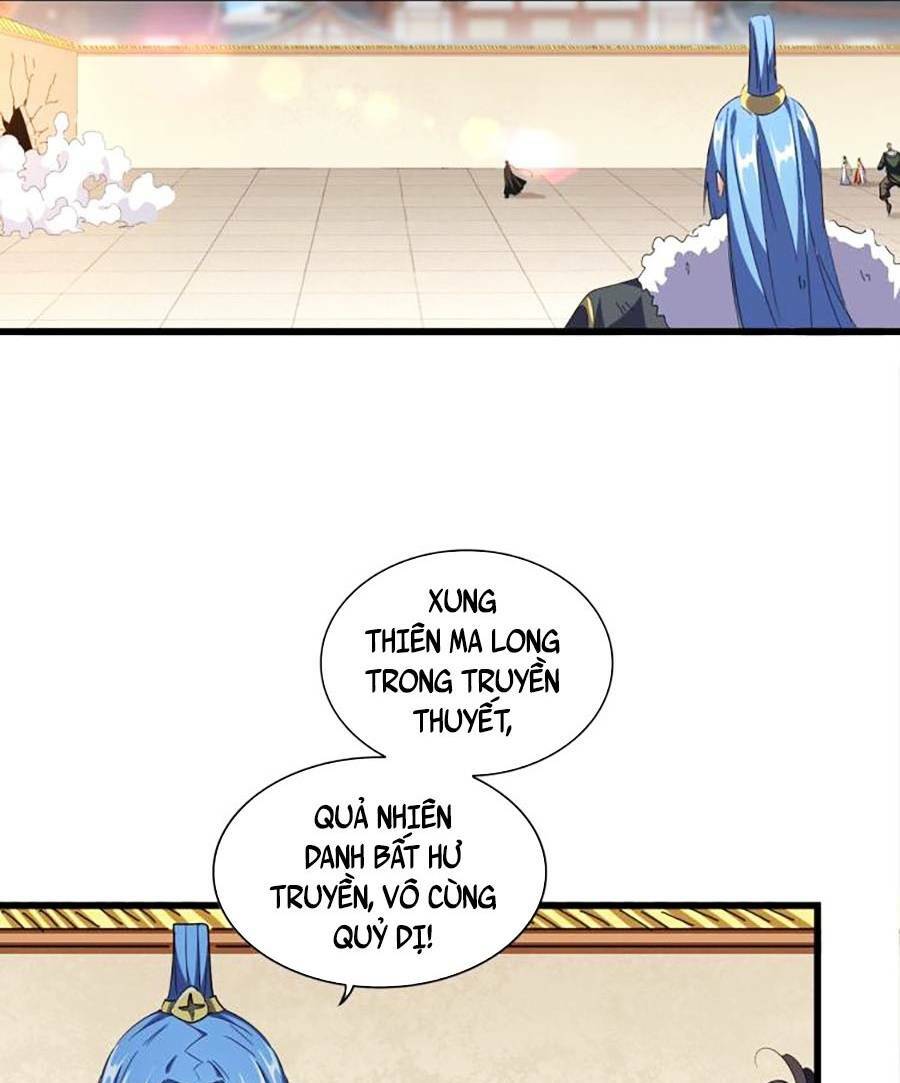 XUNG
THIÊN MA LONG
TRONG TRUYỀN
THUYẾT,
QUẢ NHIÊN
DANH BẤT HƯ
TRUYỀN, VÔ CÙNG
QUỶ DỊ!